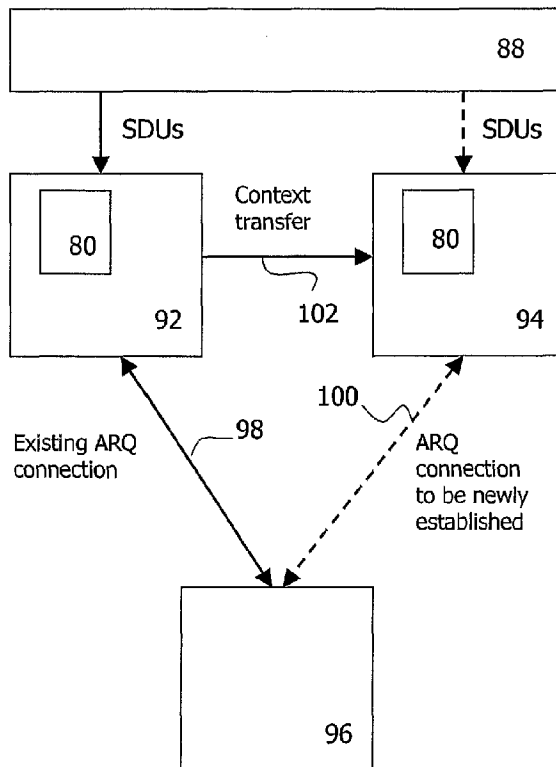 88
SDUs
SDUs
80
Context
transfer
80
92
102
94
100
98
Existing ARQ
connection
ARQ
connection
to be newly
established
96